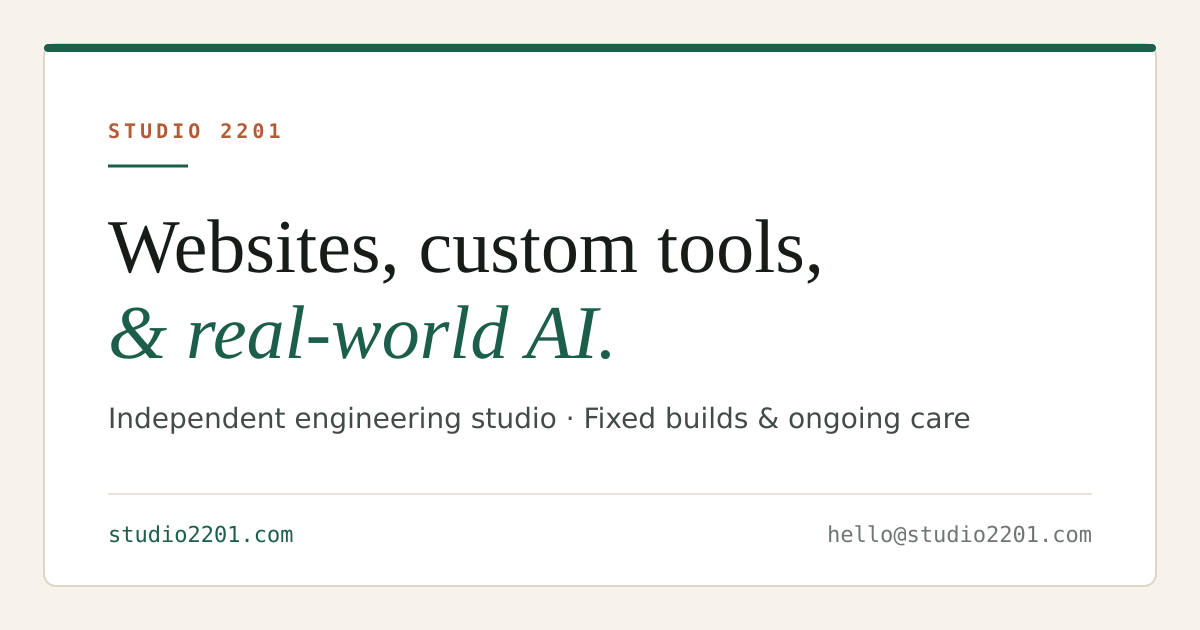 STUDIO 2201
Websites, custom tools,
& real-world AI.
Independent engineering studio · Fixed builds & ongoing care
studio2201.com
hello@studio2201.com